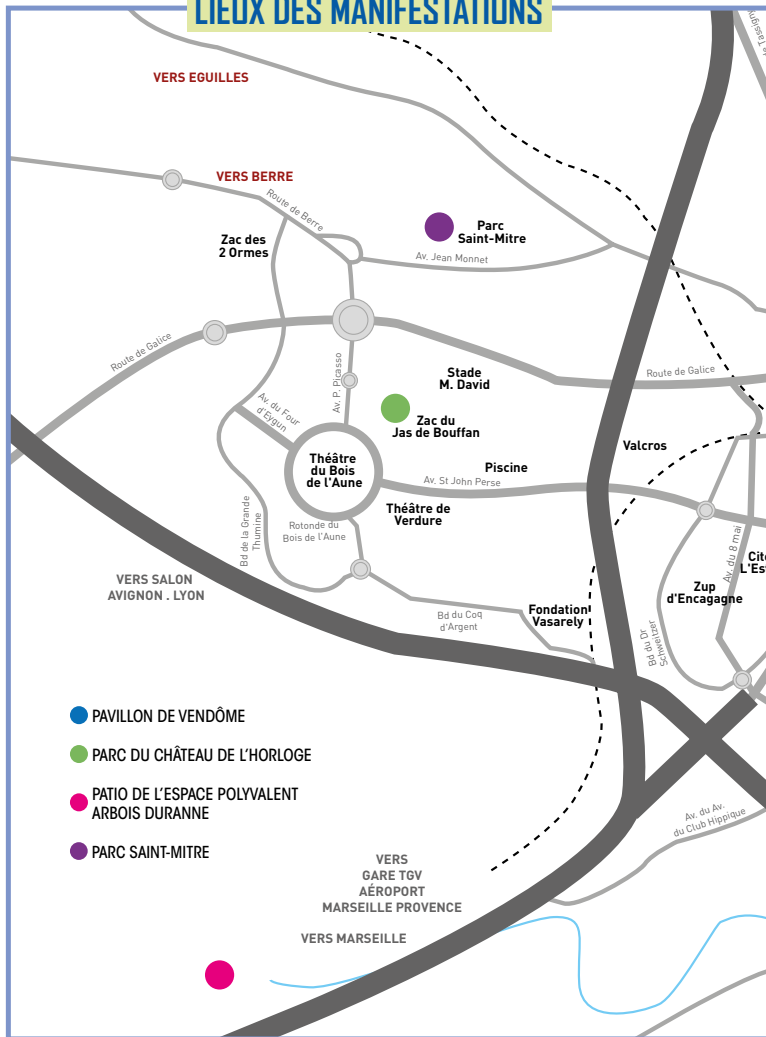 LIEUX DES MANIFESTATIONS
de Tassigny
VERS EGUILLES
VERS BERRE
Route de Berre
Parc
Saint-Mitre
Zac des
2 Ormes
Av. Jean Monnet
Route de Galice
Av. P. Picasso
Stade
M. David
Route de Galice
Av. du Four
d'Eygun
Zac du
Jas de Bouffan
Valcros
Théâtre
du Bois
de l'Aune
Piscine
Av. St John Perse
Théâtre de
Verdure
Rotonde du
Bois de l'Aune
Bd de la Grande
Thumine
Av. du 8 mai
VERS SALON
AVIGNON . LYON
Zup
d'Encagagne
Fondation
Vasarely
Bd du Coq
d'Argent
Bd du Dr
Schweitzer
PAVILLON DE VENDÔME
PARC DU CHÂTEAU DE L'HORLOGE
PATIO DE L'ESPACE POLYVALENT
ARBOIS DURANNE
PARC SAINT-MITRE
Av. du Av.
du Club Hippique
VERS
GARE TGV
AÉROPORT
MARSEILLE PROVENCE
VERS MARSEILLE